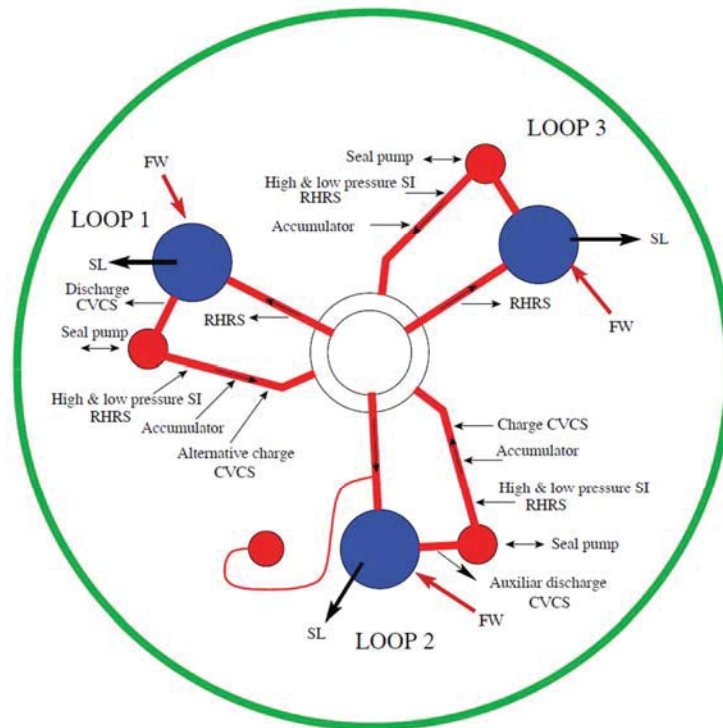 LOOP 3
Seal pump
High & low pressure SI
RHRS
Accumulator
SL
RHRS
FW
FW
LOOP 1
SL
Discharge
CVCS
RHRS
Seal pump
High & low pressure SI
RHRS
Accumulator
Alternative charge
CVCS
Charge CVCS
Accumulator
High & low pressure SI
RHRS
Seal pump
Auxiliar discharge
CVCS
FW
SL
LOOP 2